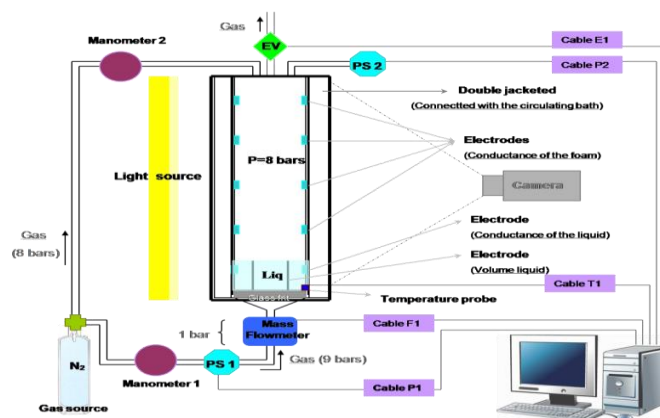 Gas
Manometer 2
EV
Cable E1
PS 2
Cable P2
Double jacketed
(Connectted with the circulating bath)
Electrodes
(Conductance of the foam)
P=8 bars
Light source
Camera
Gas
(8 bars)
Electrode
(Conductance of the liquid)
Electrode
(Volume liquid)
Liq
Cable T1
Glass frit
Temperature probe
1 bar
Mass
Flowmeter
Cable F1
N₂
PS 1
Gas (9 bars)
Manometer 1
Cable P1
Gas source